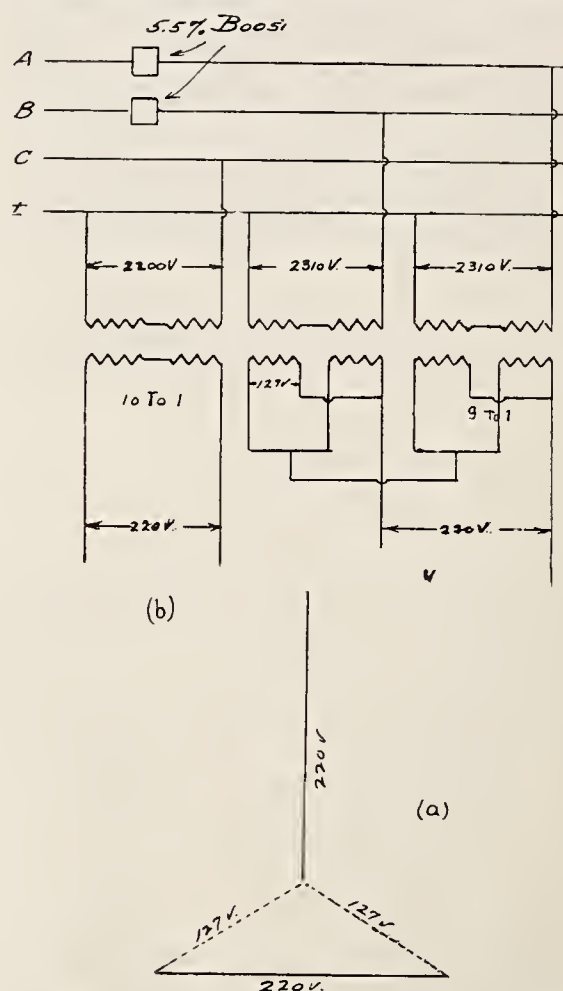 5.5% Boost
A
B
C
±
2200V
2310V.
2310V.
127V
10 To 1
9 To 1
220V.
220V.
(b)
220V
(a)
127V.
127V.
220V.